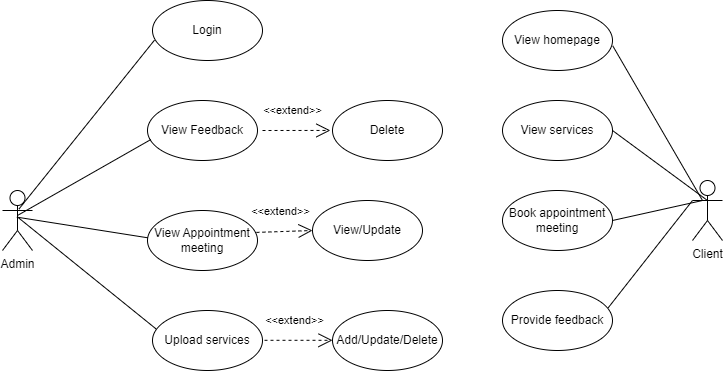 Login
View homepage
<<extend>>
View Feedback
Delete
View services
<<extend>>
View Appointment
meeting
View/Update
Book appointment
meeting
Admin
Client
<<extend>>
Upload services
Add/Update/Delete
Provide feedback